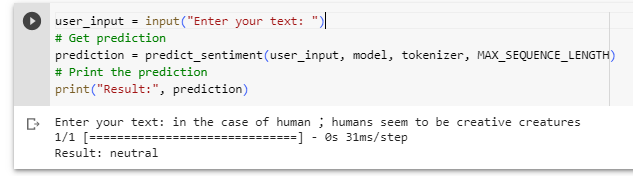 user_input = input("Enter your text: ")
# Get prediction
prediction = predict_sentiment(user_input, model, tokenizer, MAX_SEQUENCE_LENGTH)
# Print the prediction
print("Result:", prediction)
Enter your text: in the case of human ; humans seem to be creative creatures
1/1 [==============================] - 0s 31ms/step
Result: neutral